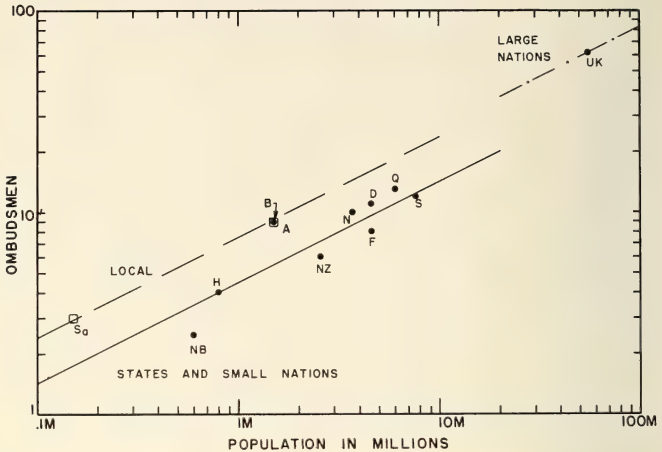 100
LARGE
NATIONS
UK
OMBUDSMEN
Q
D
B
S
N
A
F
10
NZ
LOCAL
H
Sa
NB
STATES AND SMALL NATIONS
1
.1M
1M
10M
100M
POPULATION IN MILLIONS